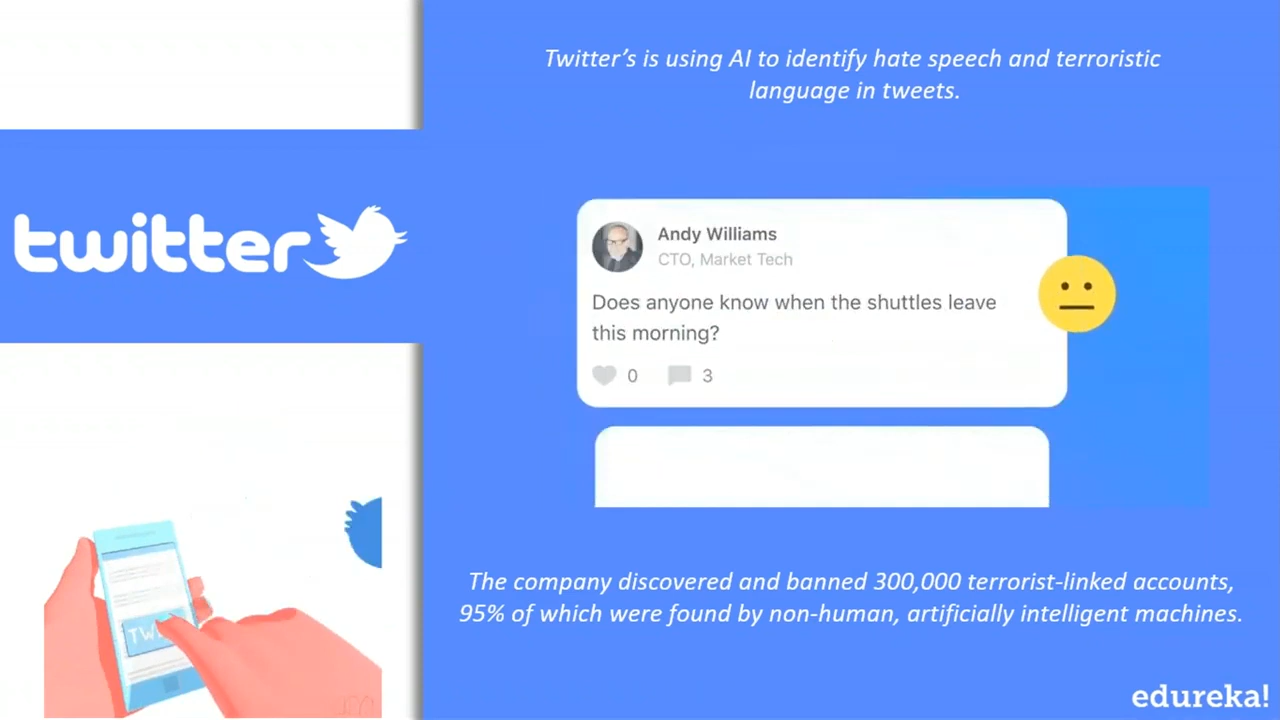 Twitter's is using AI to identify hate speech and terroristic
language in tweets.
twitter
Andy Williams
CTO, Market Tech
Does anyone know when the shuttles leave
this morning?
0 3
The company discovered and banned 300,000 terrorist-linked accounts,
95% of which were found by non-human, artificially intelligent machines.
edureka!